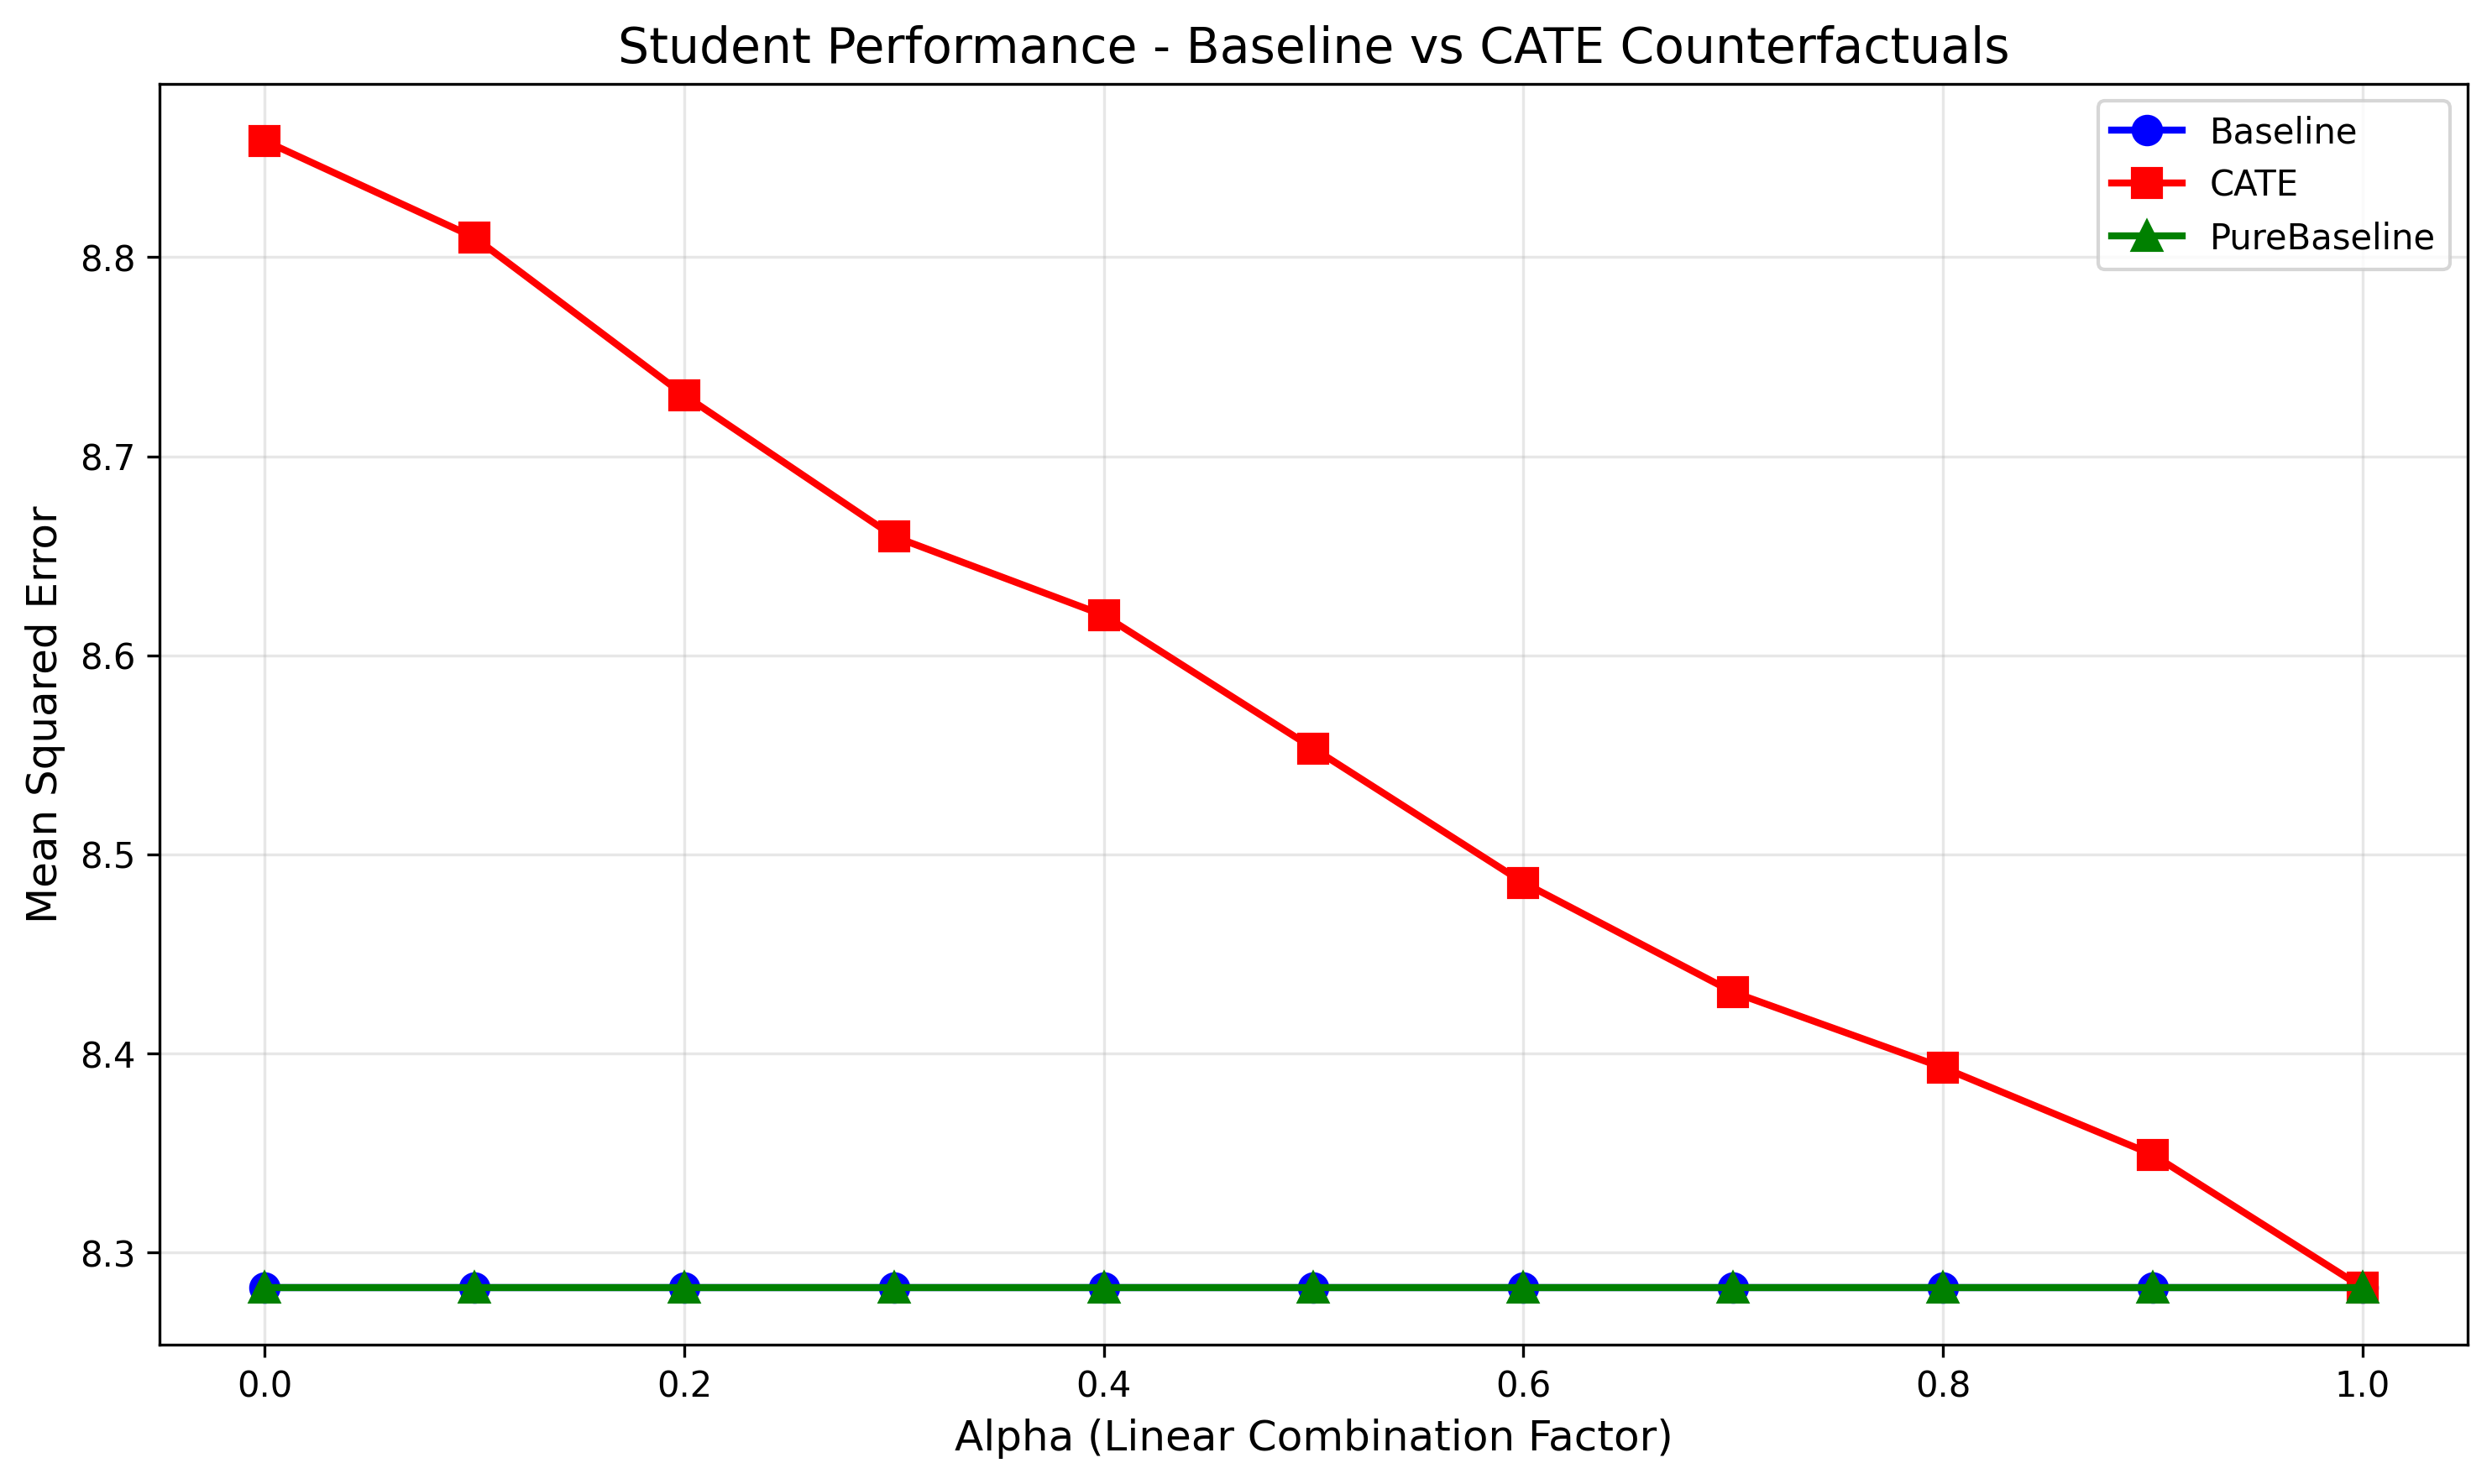 Student Performance - Baseline vs CATE Counterfactuals
Baseline
CATE
PureBaseline
Mean Squared Error
8.8
8.7
8.6
8.5
8.4
8.3
0.0 0.2 0.4 0.6 0.8 1.0
Alpha (Linear Combination Factor)